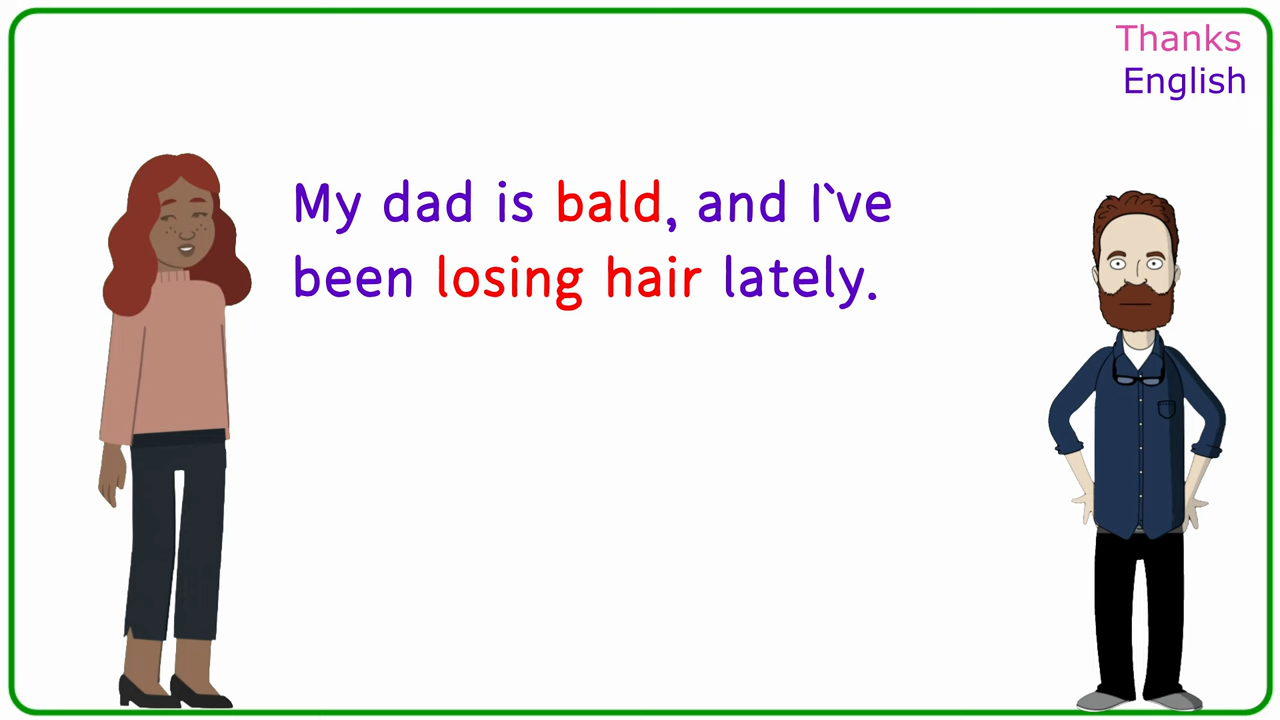 Thanks
English
My dad is bald, and I`ve
been losing hair lately.